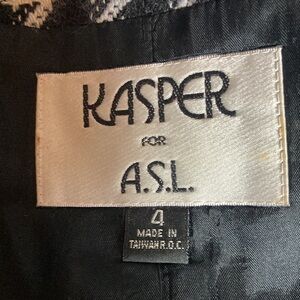 KASPER
FOR
A.S.L.
4
MADE IN
TAIWAN R.O.C.